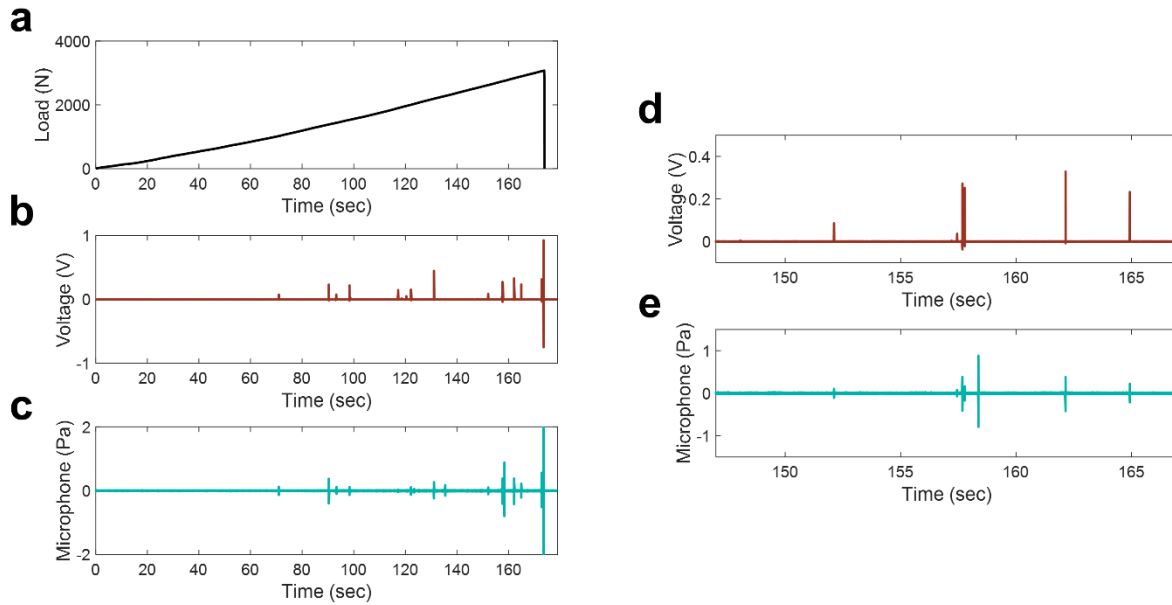 a
4000
2000
0
Load (N)
0 20 40 60 80 100 120 140 160
Time (sec)
b
1
0
-1
Voltage (V)
0 20 40 60 80 100 120 140 160
Time (sec)
c
2
0
-2
Microphone (Pa)
0 20 40 60 80 100 120 140 160
Time (sec)
d
0.4
0.2
0
Voltage (V)
150 155 160 165
Time (sec)
e
1
0
-1
Microphone (Pa)
150 155 160 165
Time (sec)